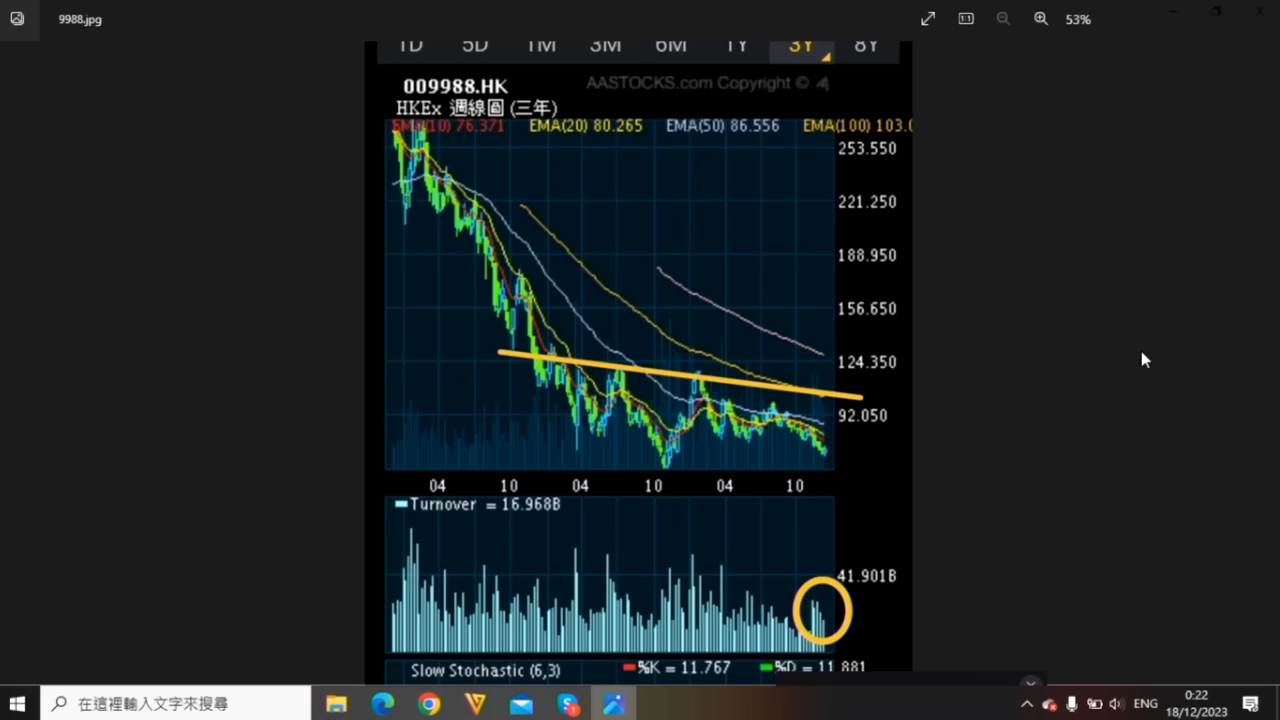 9988.jpg
53%
1D 5D 1M 3M 6M 1Y 3Y 8Y
009988.HK
AASTOCKS.com Copyright ©
HKEx 週線圖 (三年)
EMA(10) 76.371 EMA(20) 80.265 EMA(50) 86.556 EMA(100) 103.0
253.550
221.250
188.950
156.650
124.350
92.050
04 10 04 10 04 10
Turnover = 16.968B
41.901B
Slow Stochastic (6,3) %K = 11.767 %D = 11.881
在這裡輸入文字來搜尋
ENG
0:22
18/12/2023